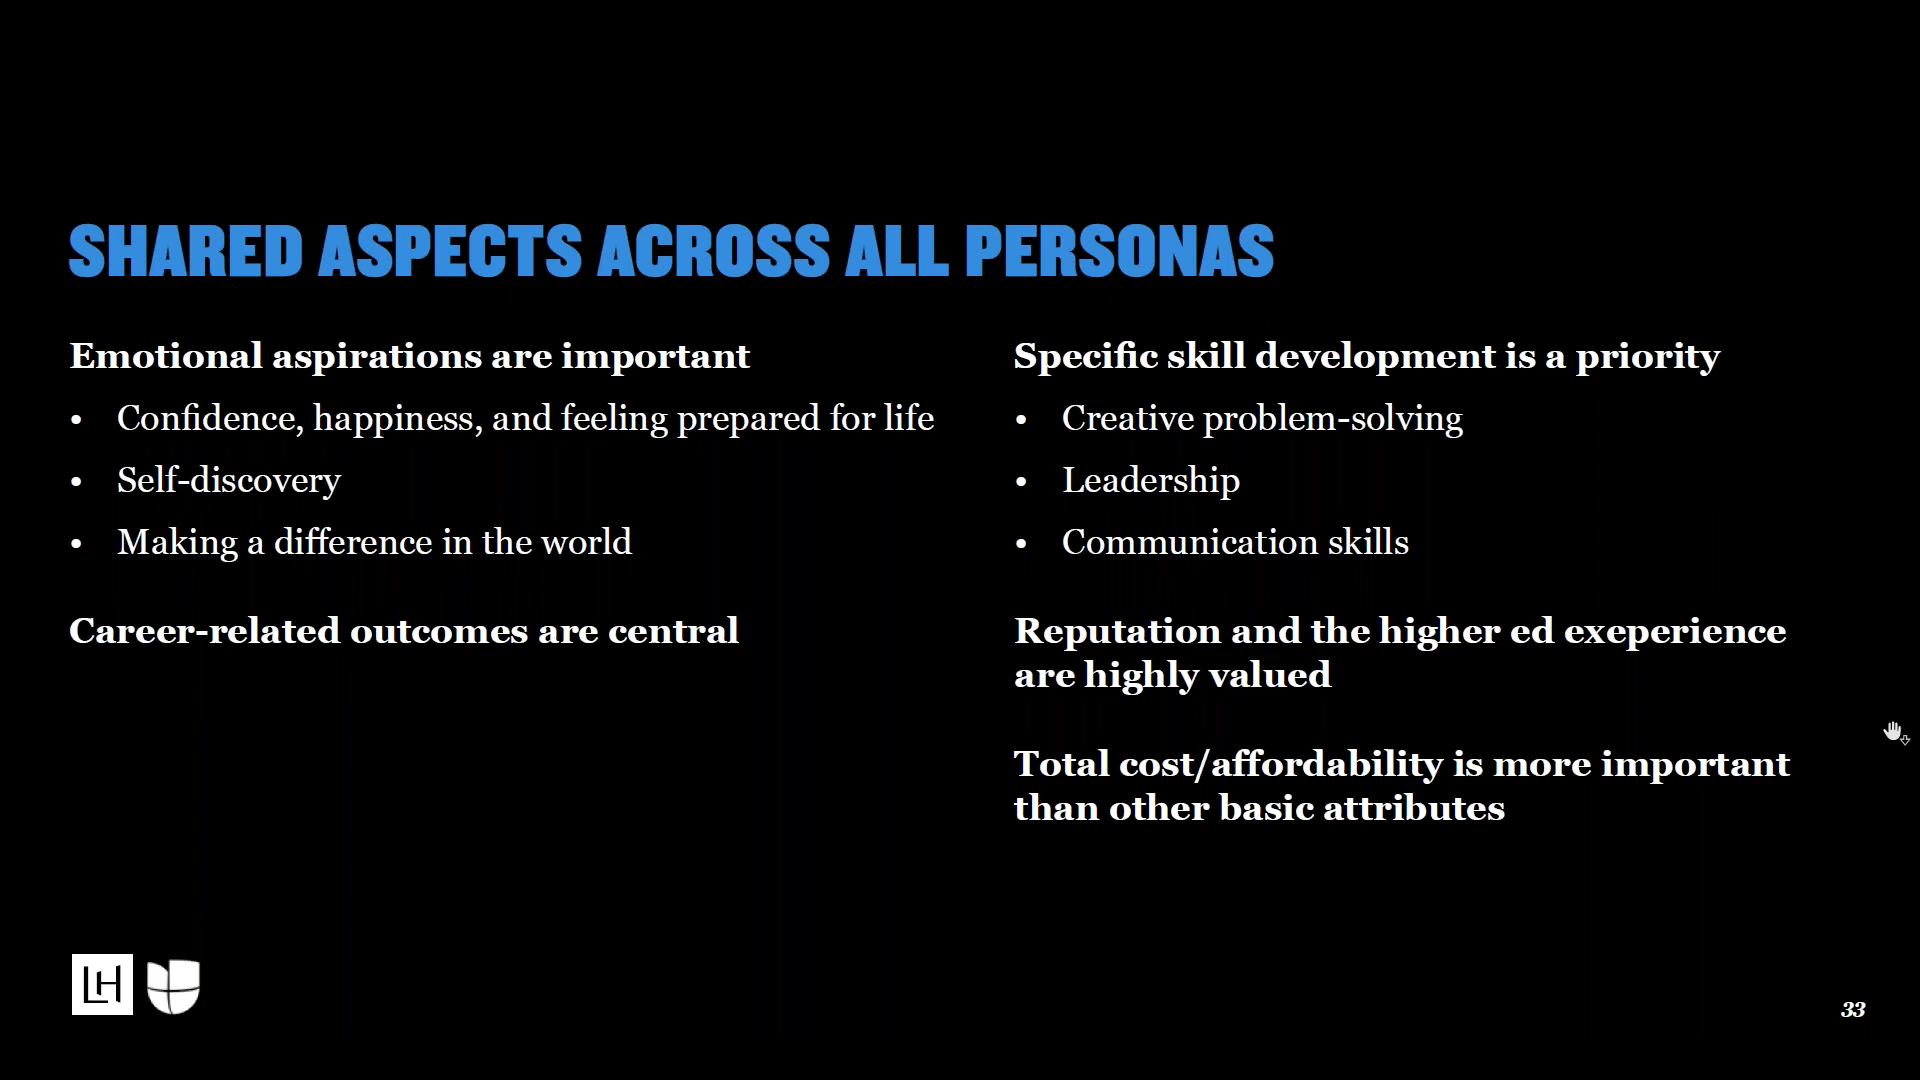 SHARED ASPECTS ACROSS ALL PERSONAS
Emotional aspirations are important
• Confidence, happiness, and feeling prepared for life
• Self-discovery
• Making a difference in the world
Career-related outcomes are central
Specific skill development is a priority
• Creative problem-solving
• Leadership
• Communication skills
Reputation and the higher ed exeperience
are highly valued
Total cost/affordability is more important
than other basic attributes
LH
33